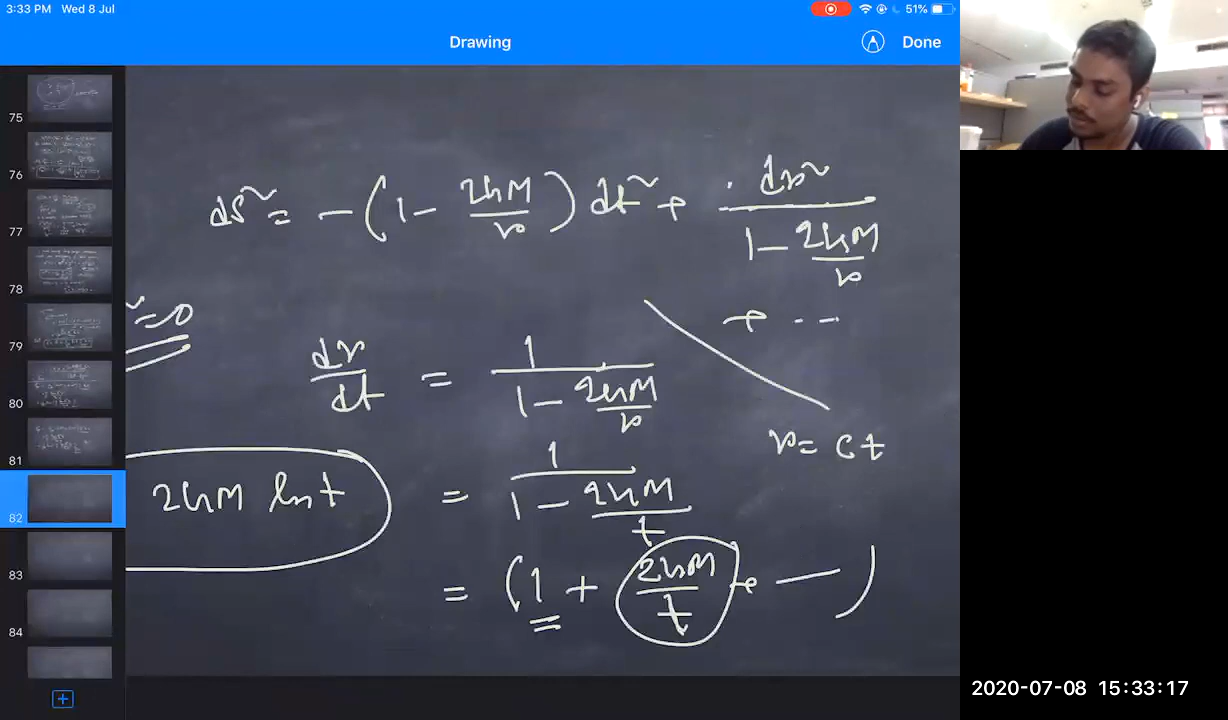 3:33 PM Wed 8 Jul
51%
Drawing
Done
75
76
77
78
79
80
81
82
83
84
ds² = -(1 - 2GM/r) dt² + dr²/(1 - 2GM/r)
+ ...
² = 0
dr/dt = 1/(1 - 2GM/r)
r = ct
2GM ln t
= 1/(1 - 2GM/t)
= (1 + 2GM/t + —)
2020-07-08 15:33:17